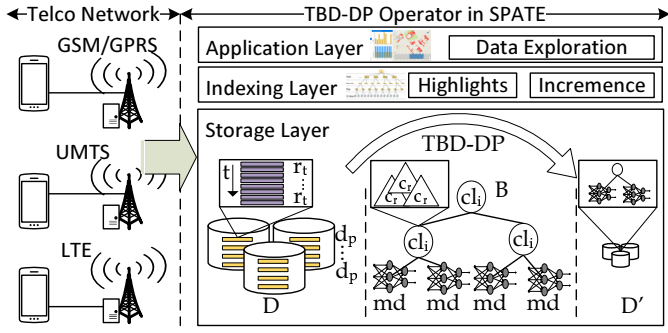 Telco Network
TBD-DP Operator in SPATE
GSM/GPRS
UMTS
LTE
Application Layer
Data Exploration
Indexing Layer
Highlights
Incremence
Storage Layer
TBD-DP
t
r_t
r_t
d_p
d_p
D
c_r
c_r c_r
cl_i
B
cl_i
cl_i
md
md
md
md
D'